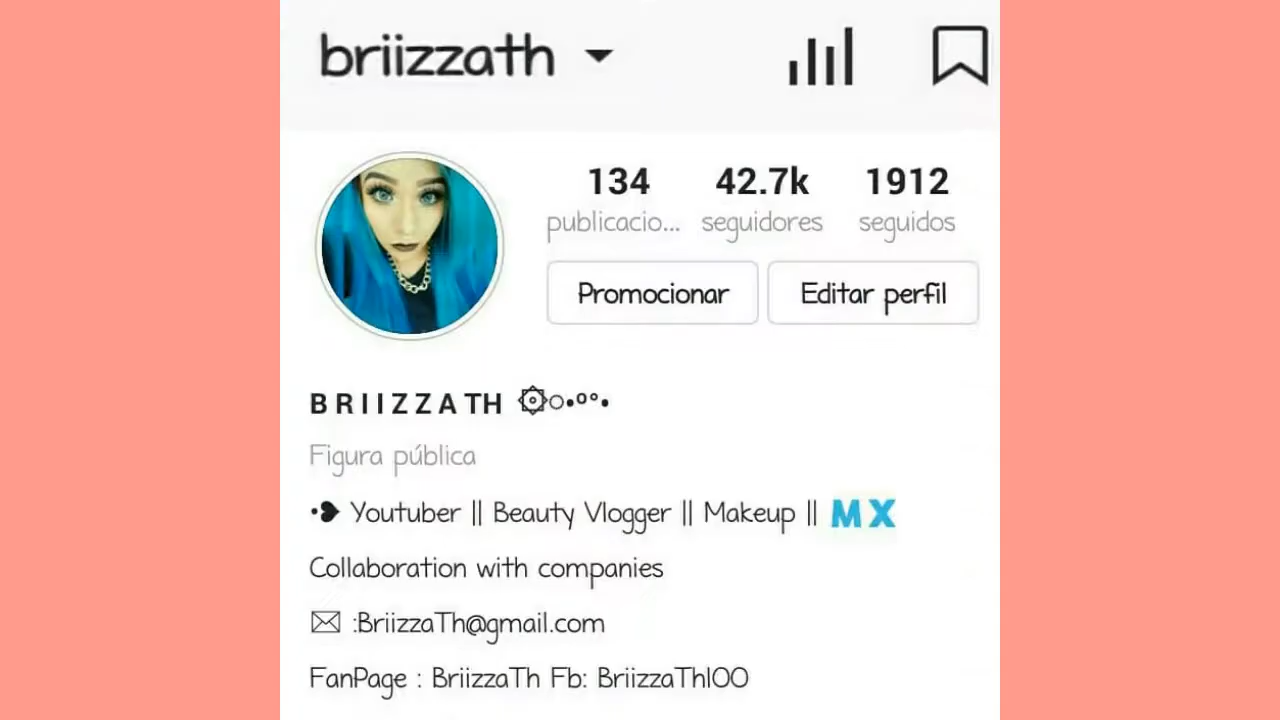 briizzath
134 42.7k 1912
publicacio... seguidores seguidos
Promocionar Editar perfil
BRIIZZATH ۞○•°°•
Figura pública
•❥ Youtuber || Beauty Vlogger || Makeup || MX
Collaboration with companies
✉ :BriizzaTh@gmail.com
FanPage : BriizzaTh Fb: BriizzaTh100